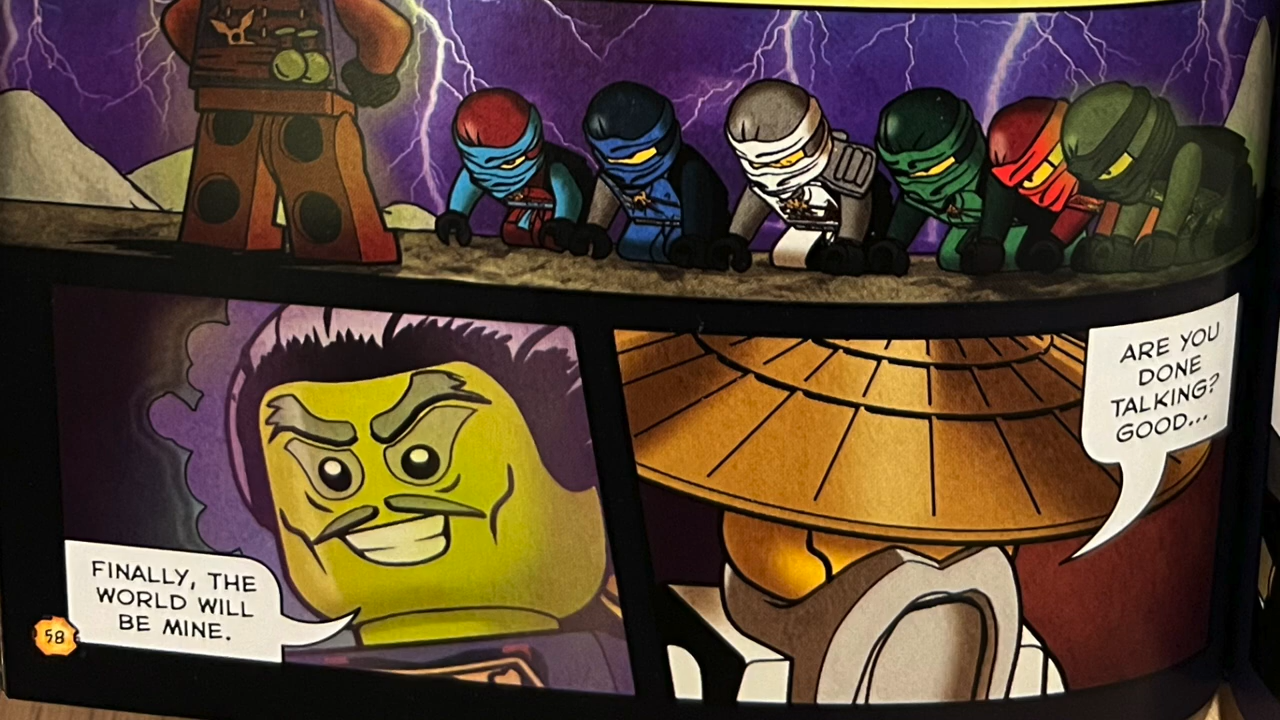 FINALLY, THE
WORLD WILL
BE MINE.
ARE YOU
DONE
TALKING?
GOOD...
58